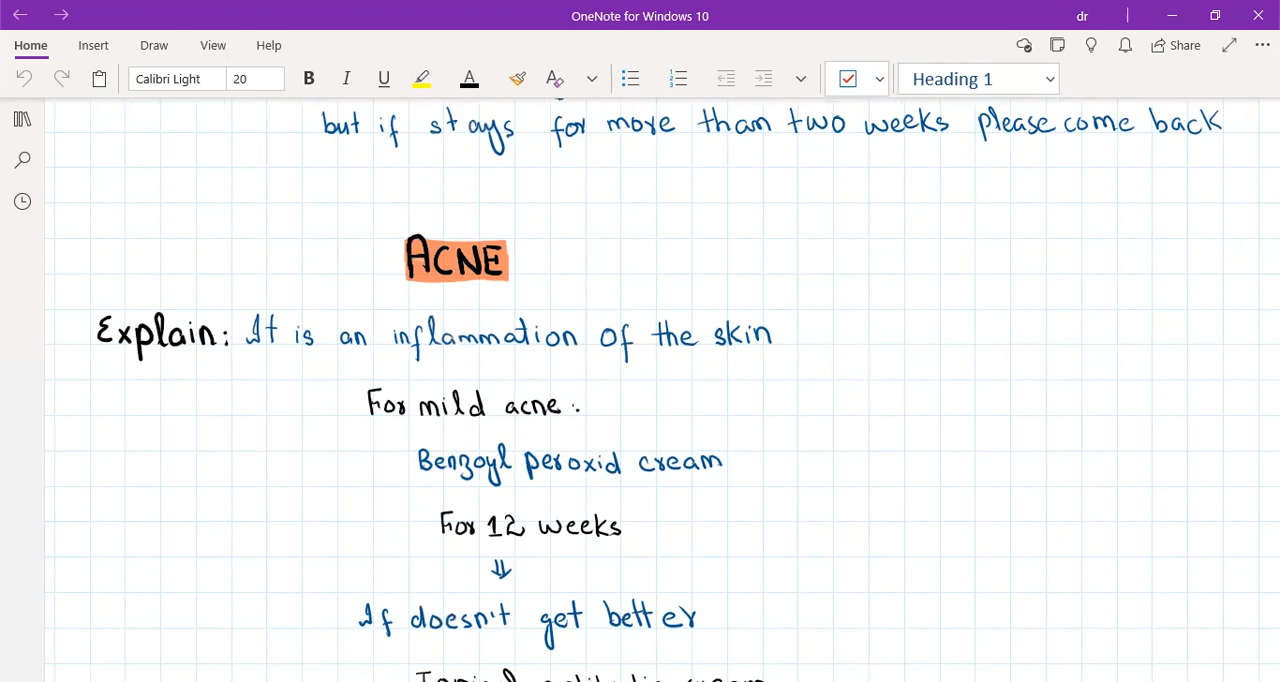 OneNote for Windows 10
dr
Home Insert Draw View Help
Share
Calibri Light 20 B I U A A Heading 1
but if stays for more than two weeks please come back
ACNE
Explain: It is an inflammation of the skin
For mild acne:
Benzoyl peroxid cream
For 12 weeks
If doesn't get better